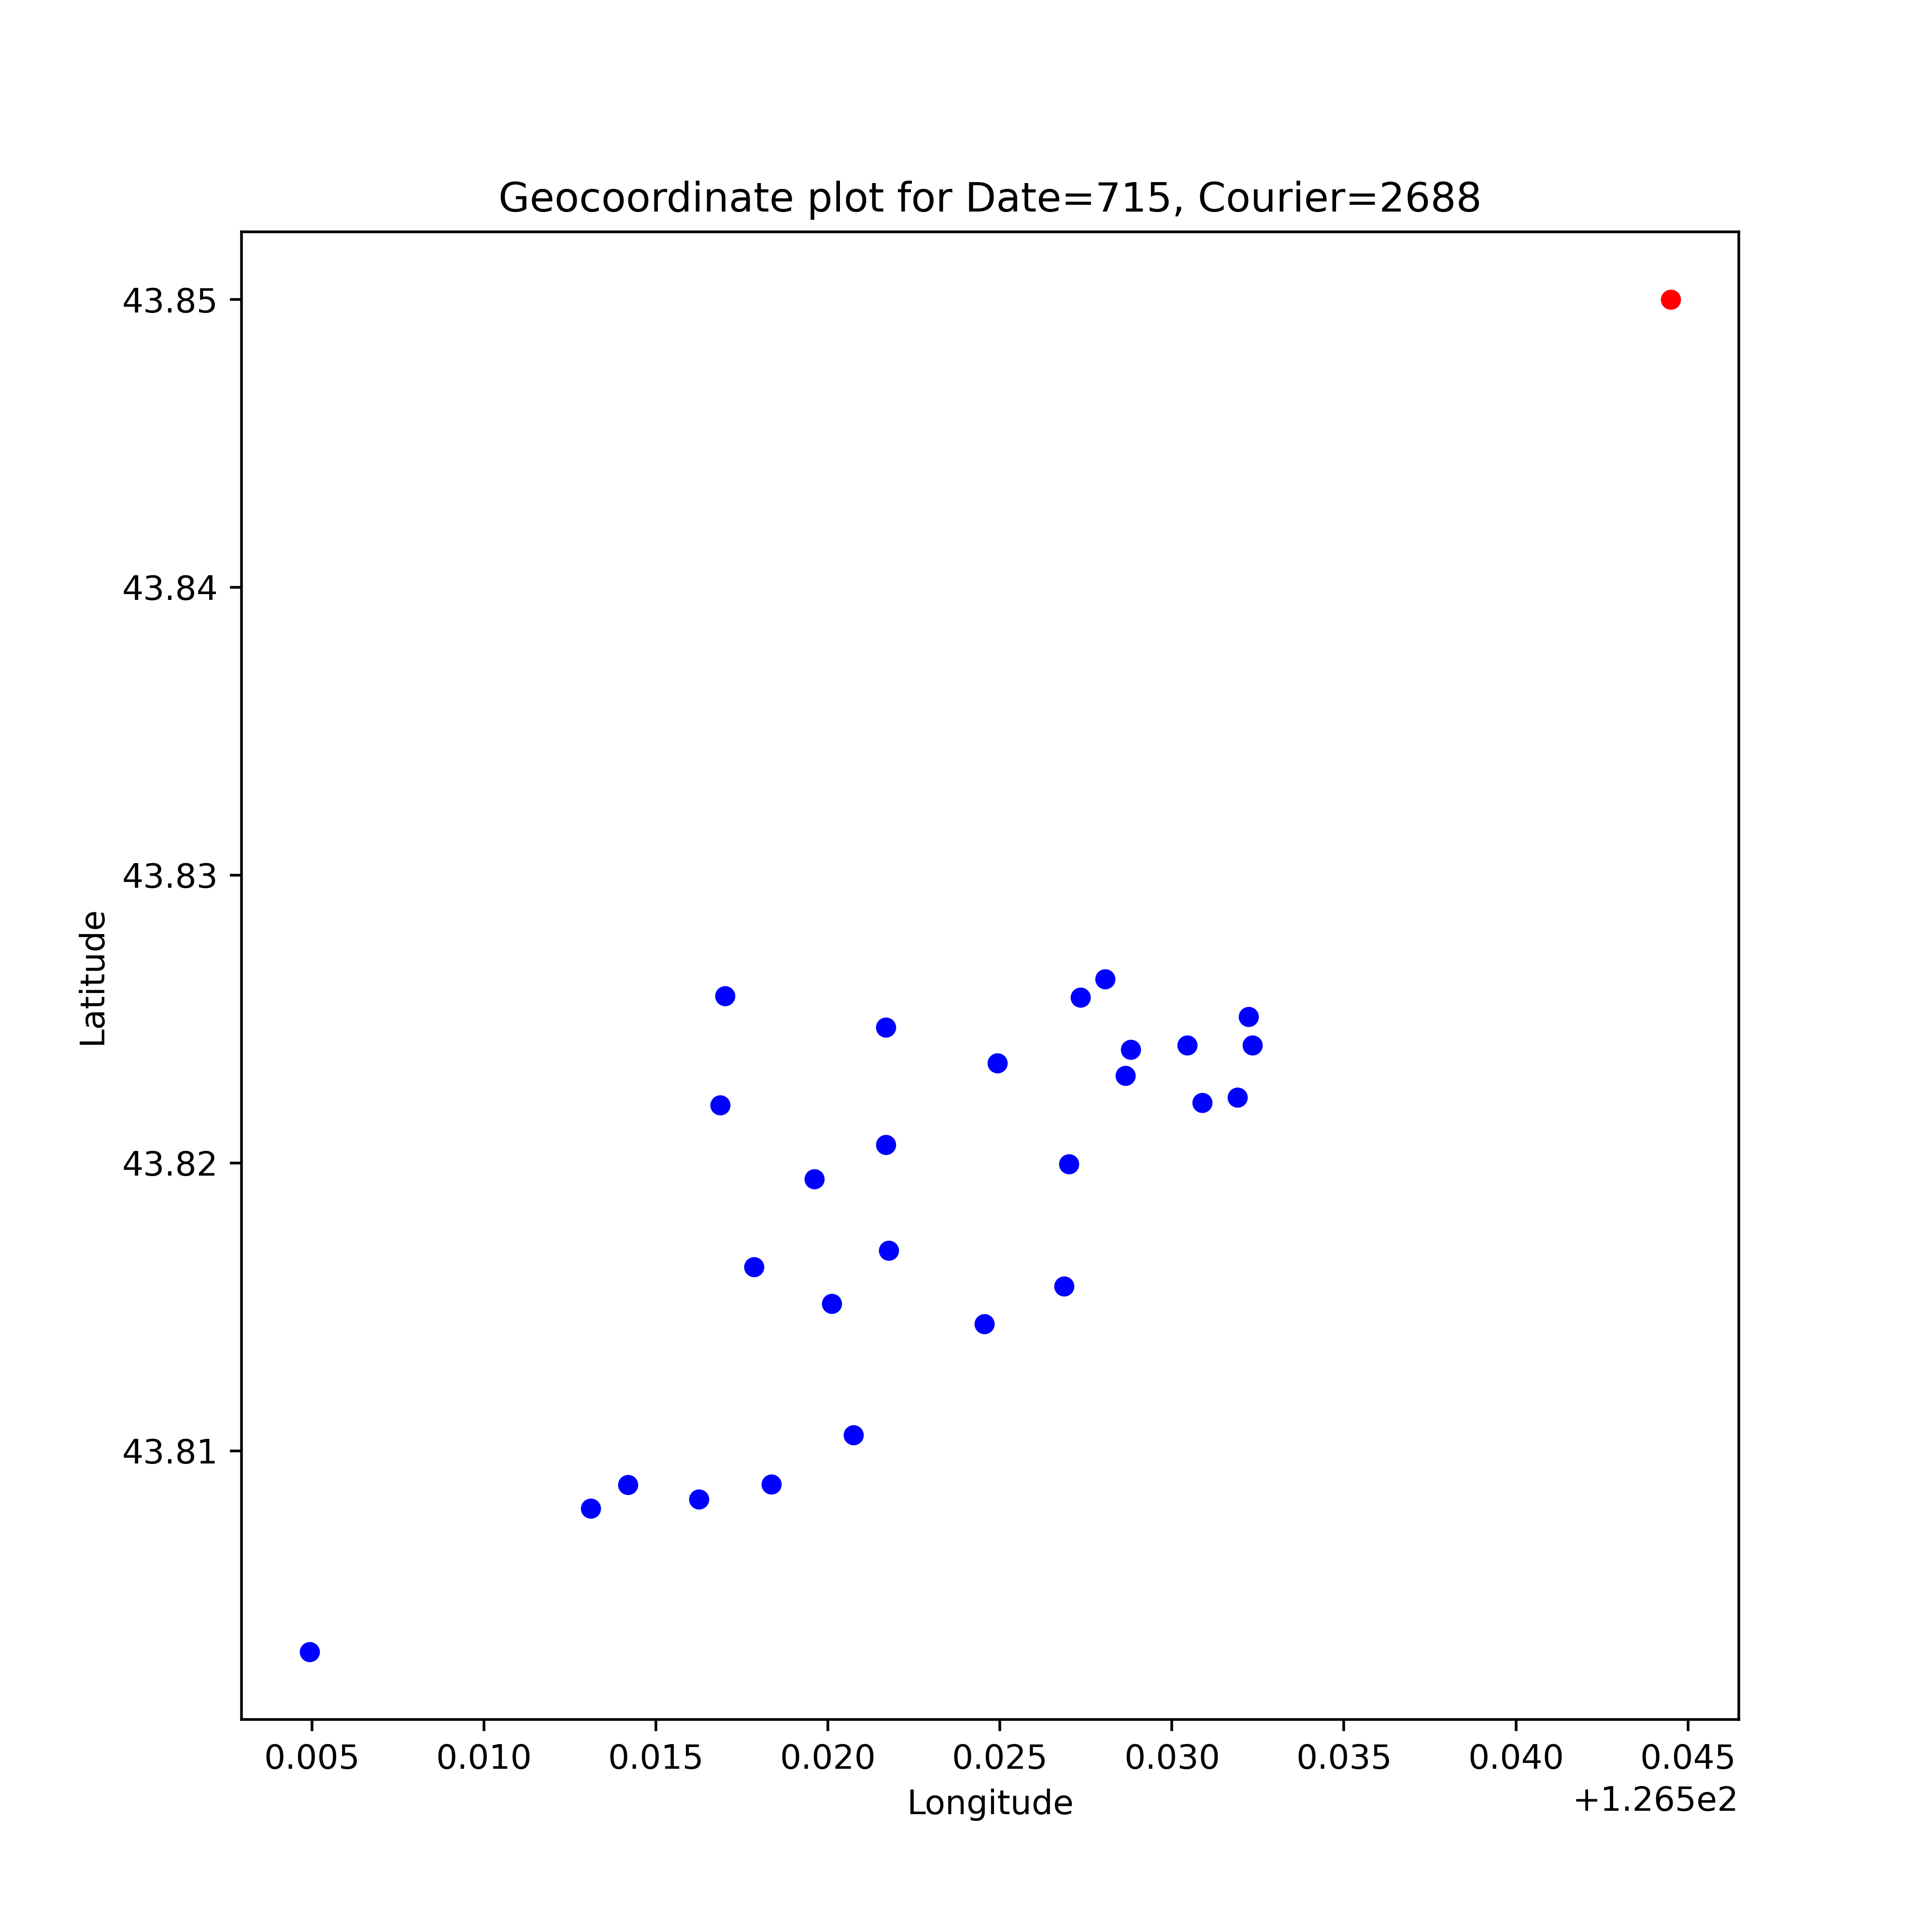 Geocoordinate plot for Date=715, Courier=2688
43.85
43.84
43.83
43.82
43.81
Latitude
0.005 0.010 0.015 0.020 0.025 0.030 0.035 0.040 0.045
Longitude
+1.265e2